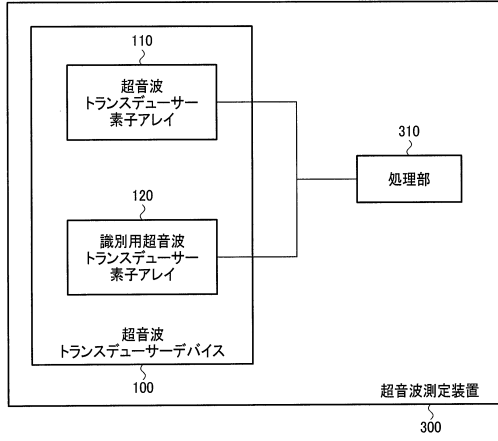 110
超音波
トランスデューサー
素子アレイ
310
処理部
120
識別用超音波
トランスデューサー
素子アレイ
超音波
トランスデューサーデバイス
100
超音波測定装置
300